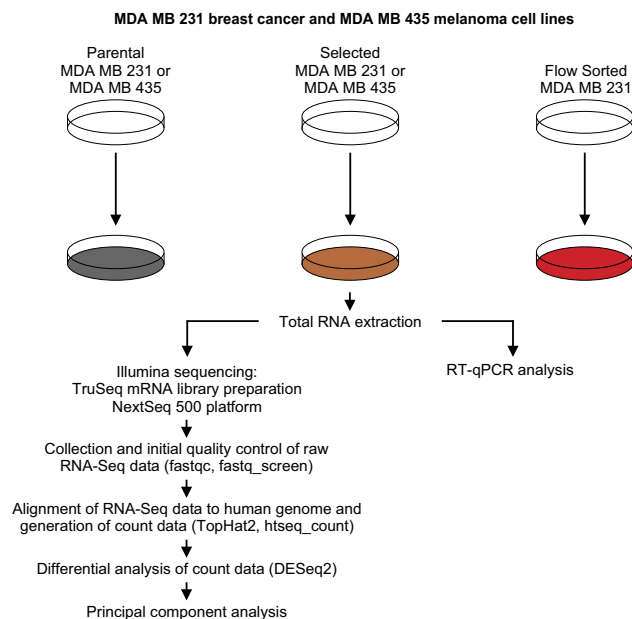 MDA MB 231 breast cancer and MDA MB 435 melanoma cell lines
Parental
MDA MB 231 or
MDA MB 435
Selected
MDA MB 231 or
MDA MB 435
Flow Sorted
MDA MB 231
Total RNA extraction
Illumina sequencing:
TruSeq mRNA library preparation
NextSeq 500 platform
RT-qPCR analysis
Collection and initial quality control of raw
RNA-Seq data (fastqc, fastq_screen)
Alignment of RNA-Seq data to human genome and
generation of count data (TopHat2, htseq_count)
Differential analysis of count data (DESeq2)
Principal component analysis